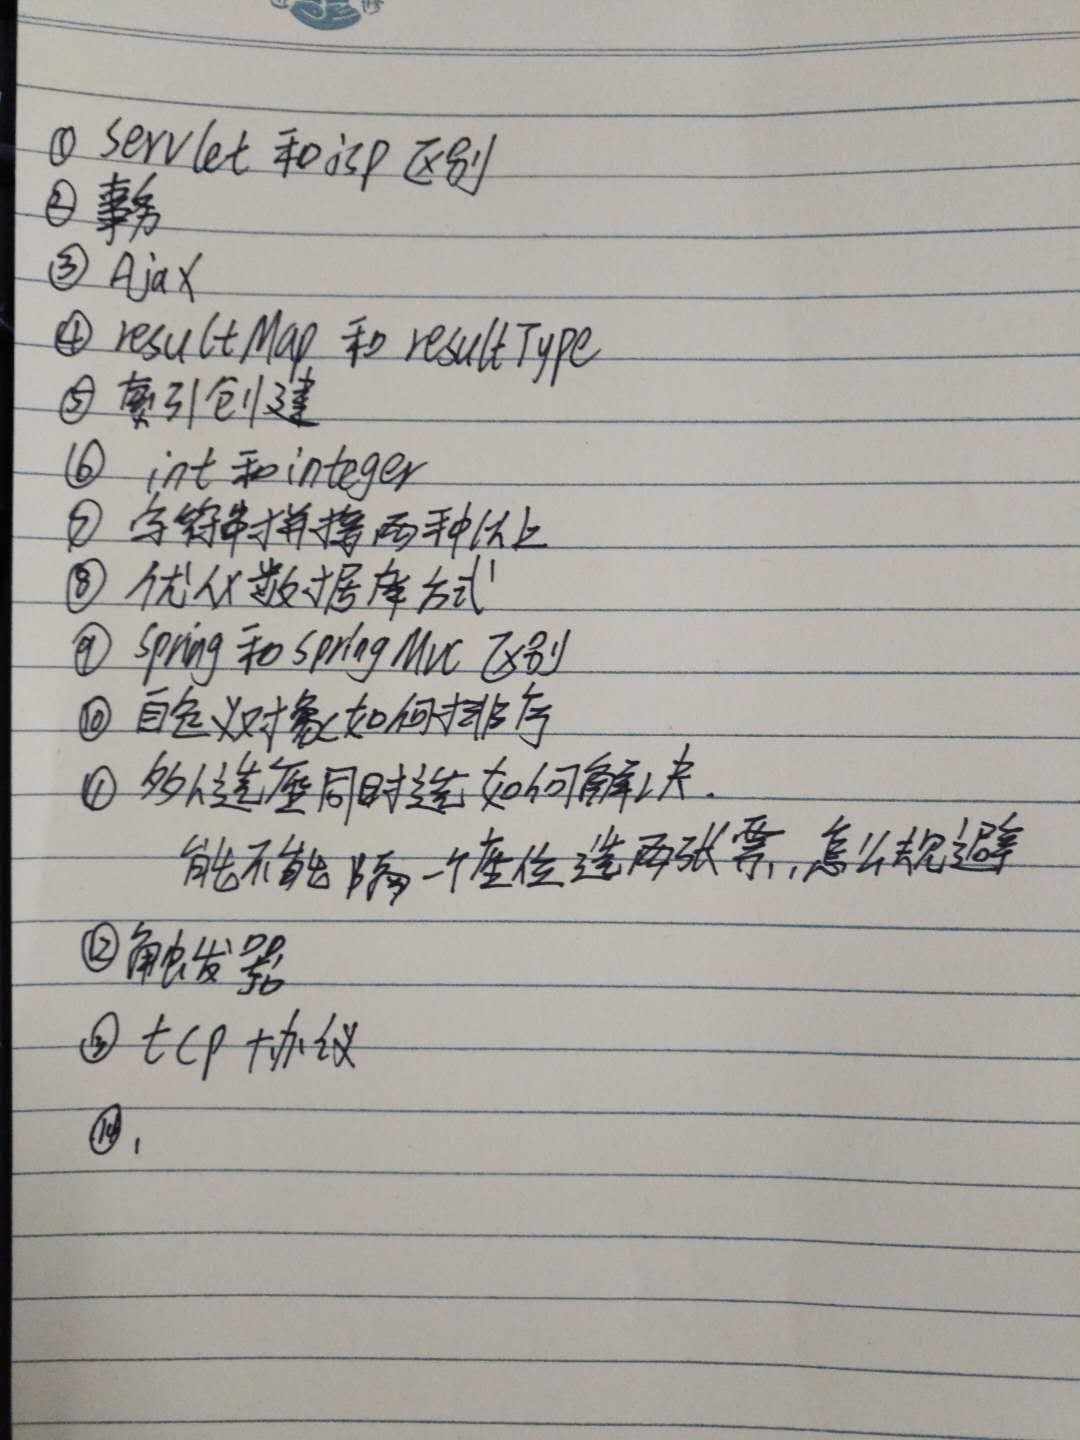 ① servlet 和 jsp 区别
② 事务
③ Ajax
④ resultMap 和 resultType
⑤ 索引创建
⑥ int 和 integer
⑦ 字符串拼接两种以上
⑧ 优化数据库方式
⑨ spring 和 spring Mvc 区别
⑩ 自定义对象如何排序
⑪ 多人选座同时选如何解决.
能不能隔一个座位选两张票,怎么规避
⑫ 触发器
⑬ tcp 协议
⑭.